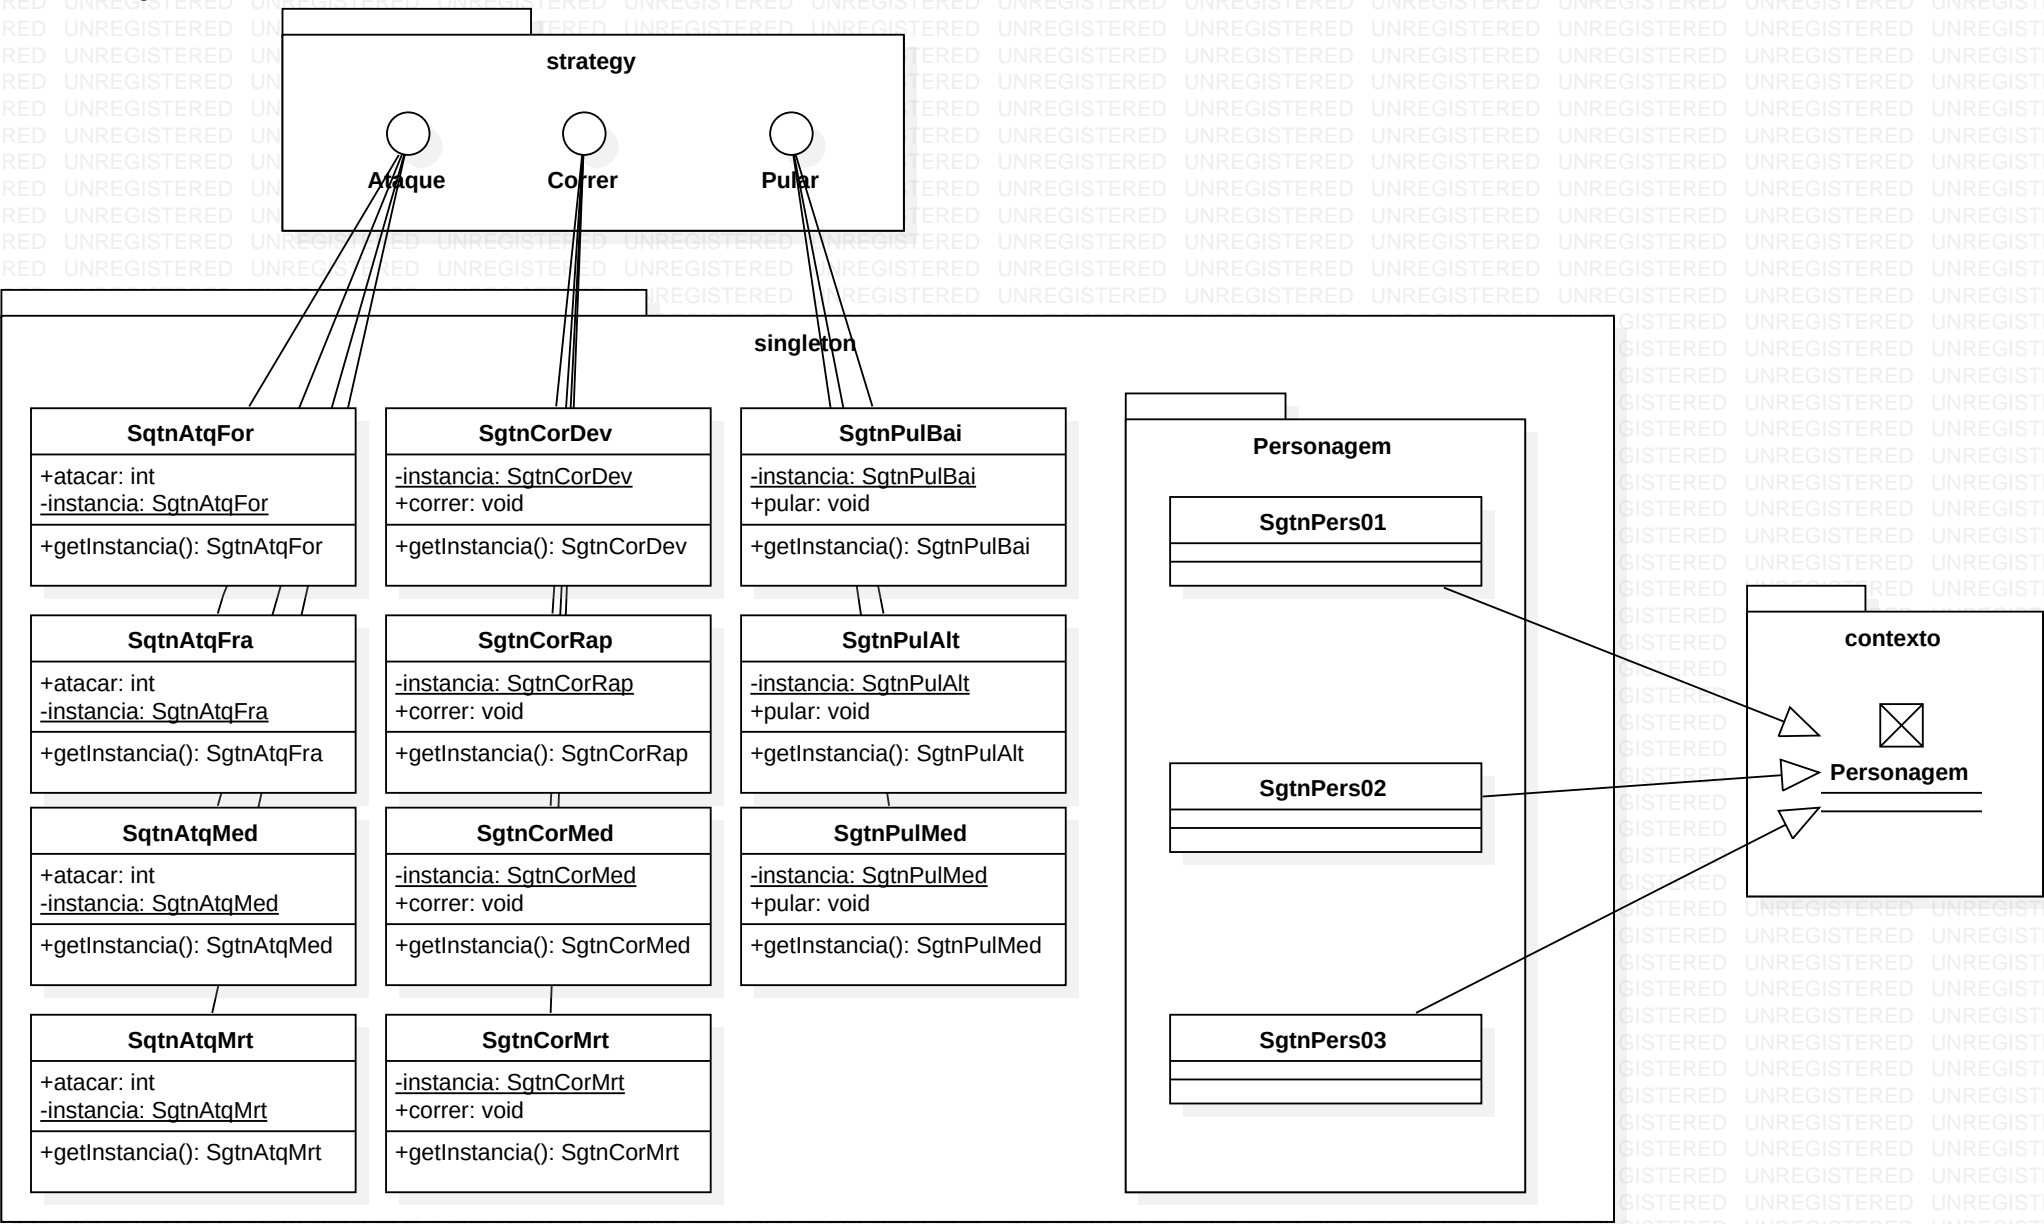 strategy
Ataque
Correr
Pular
singleton
SqtnAtqFor
+atacar: int
-instancia: SgtnAtqFor
+getInstancia(): SgtnAtqFor
SgtnCorDev
-instancia: SgtnCorDev
+correr: void
+getInstancia(): SgtnCorDev
SgtnPulBai
-instancia: SgtnPulBai
+pular: void
+getInstancia(): SgtnPulBai
SqtnAtqFra
+atacar: int
-instancia: SgtnAtqFra
+getInstancia(): SgtnAtqFra
SgtnCorRap
-instancia: SgtnCorRap
+correr: void
+getInstancia(): SgtnCorRap
SgtnPulAlt
-instancia: SgtnPulAlt
+pular: void
+getInstancia(): SgtnPulAlt
SqtnAtqMed
+atacar: int
-instancia: SgtnAtqMed
+getInstancia(): SgtnAtqMed
SgtnCorMed
-instancia: SgtnCorMed
+correr: void
+getInstancia(): SgtnCorMed
SgtnPulMed
-instancia: SgtnPulMed
+pular: void
+getInstancia(): SgtnPulMed
SqtnAtqMrt
+atacar: int
-instancia: SgtnAtqMrt
+getInstancia(): SgtnAtqMrt
SgtnCorMrt
-instancia: SgtnCorMrt
+correr: void
+getInstancia(): SgtnCorMrt
Personagem
SgtnPers01
SgtnPers02
SgtnPers03
contexto
Personagem
UNREGISTERED